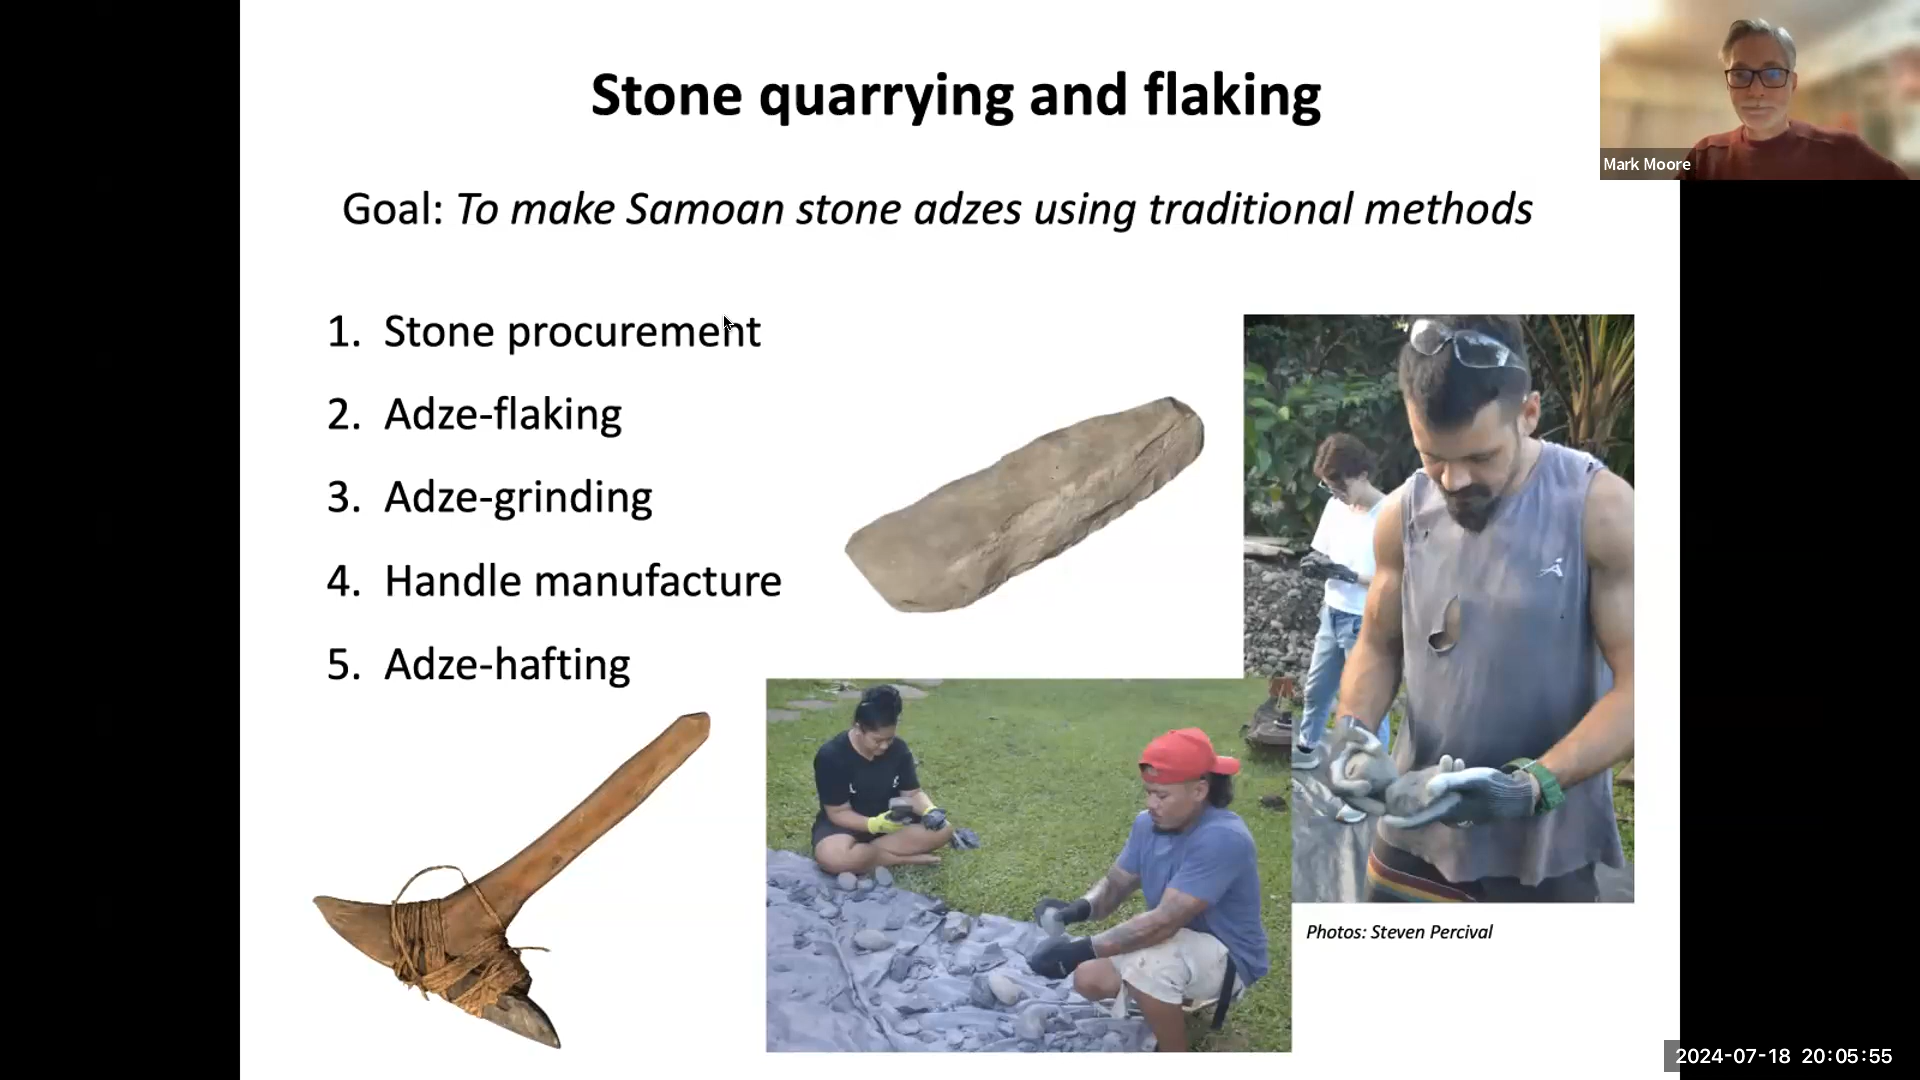 Stone quarrying and flaking
Mark Moore
Goal: To make Samoan stone adzes using traditional methods
1. Stone procurement
2. Adze-flaking
3. Adze-grinding
4. Handle manufacture
5. Adze-hafting
Photos: Steven Percival
2024-07-18 20:05:55